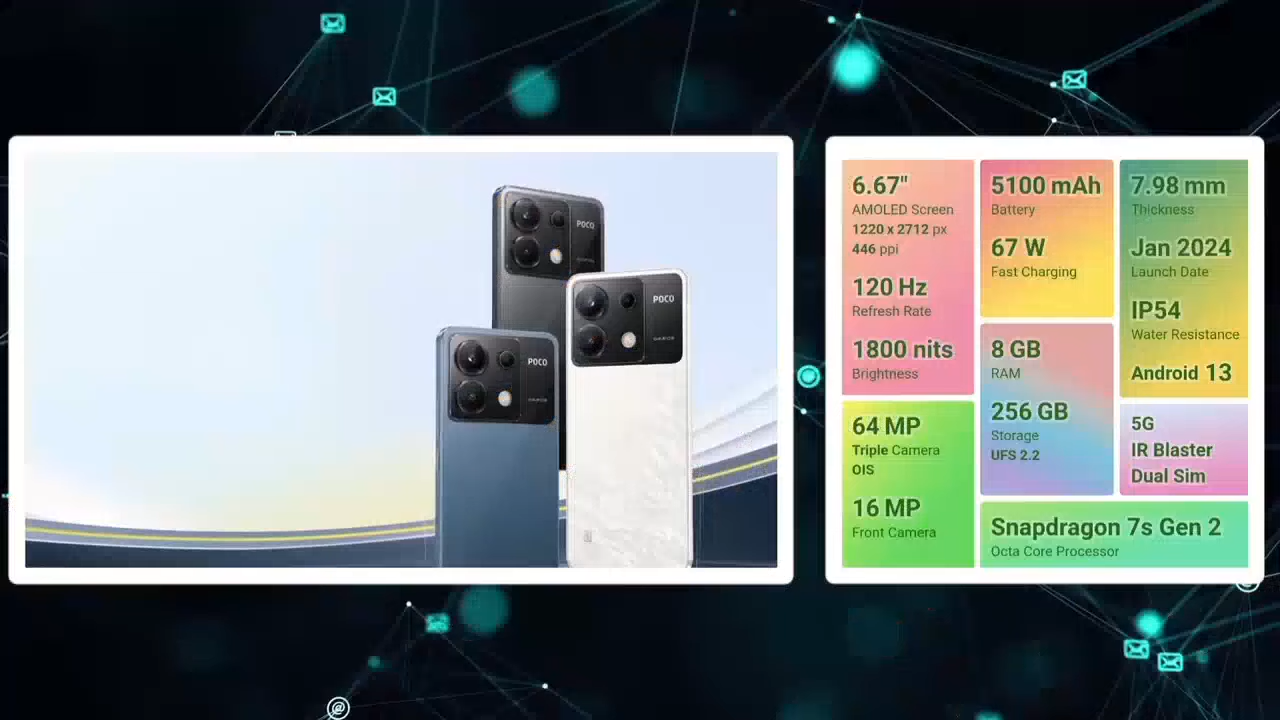 POCO
POCO
POCO
6.67"
AMOLED Screen
1220 x 2712 px
446 ppi
120 Hz
Refresh Rate
1800 nits
Brightness
64 MP
Triple Camera
OIS
16 MP
Front Camera
5100 mAh
Battery
67 W
Fast Charging
8 GB
RAM
256 GB
Storage
UFS 2.2
7.98 mm
Thickness
Jan 2024
Launch Date
IP54
Water Resistance
Android 13
5G
IR Blaster
Dual Sim
Snapdragon 7s Gen 2
Octa Core Processor